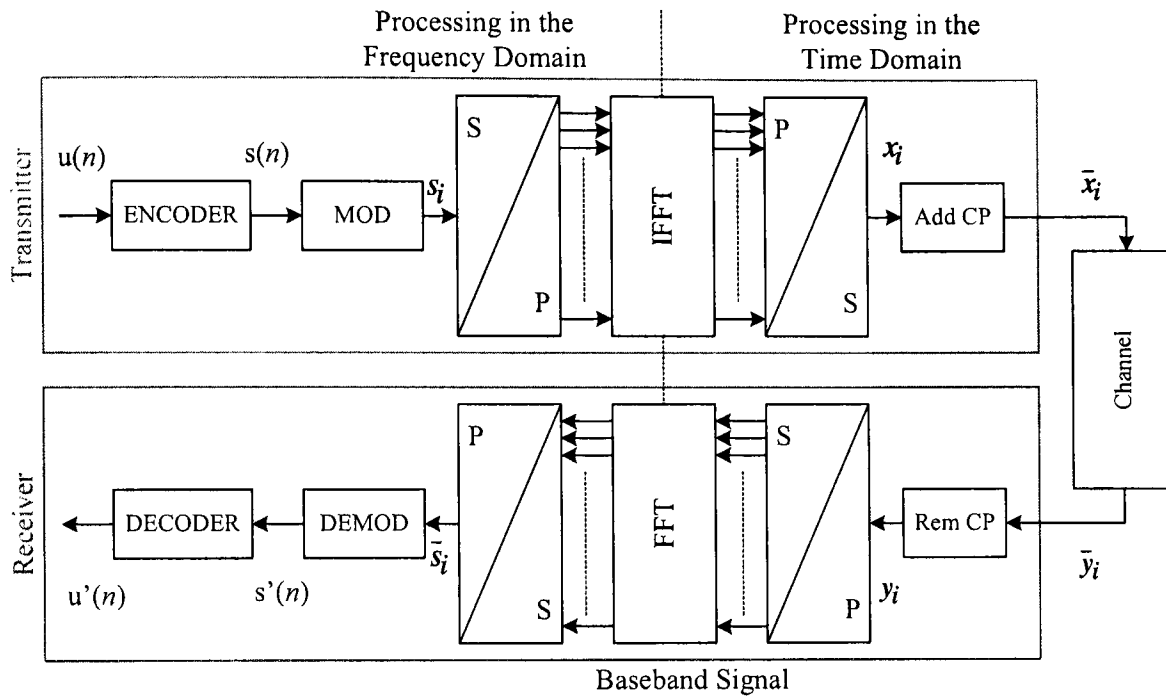 Processing in the
Frequency Domain
Processing in the
Time Domain
Transmitter
u(n)
ENCODER
s(n)
MOD
s_i
S
P
IFFT
P
S
x_i
Add CP
x̄_i
Channel
Receiver
u'(n)
DECODER
s'(n)
DEMOD
s̄_i
P
S
FFT
S
P
y_i
Rem CP
ȳ_i
Baseband Signal